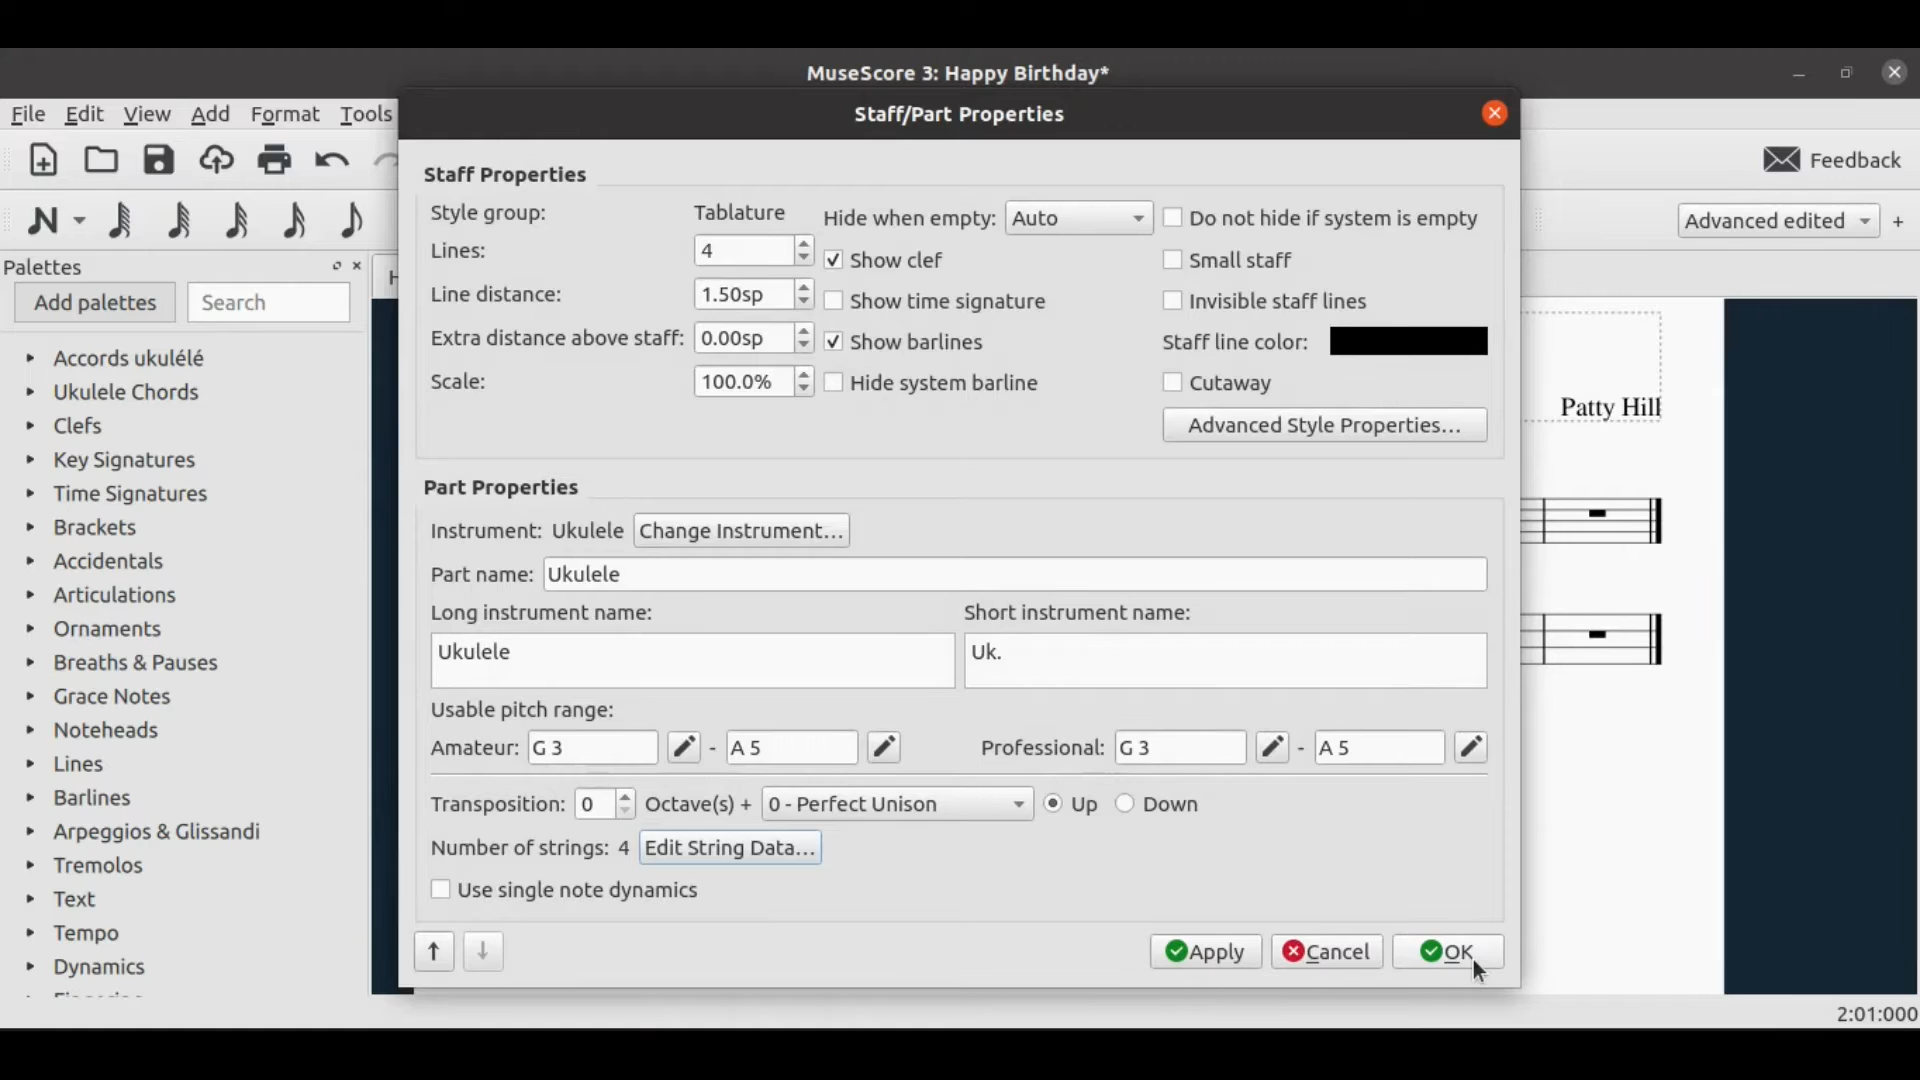 MuseScore 3: Happy Birthday*
File Edit View Add Format Tools
Staff/Part Properties
Feedback
Advanced edited +
Palettes
Add palettes Search
Accords ukulélé
Ukulele Chords
Clefs
Key Signatures
Time Signatures
Brackets
Accidentals
Articulations
Ornaments
Breaths & Pauses
Grace Notes
Noteheads
Lines
Barlines
Arpeggios & Glissandi
Tremolos
Text
Tempo
Dynamics
Staff Properties
Style group: Tablature Hide when empty: Auto Do not hide if system is empty
Lines: 4 Show clef Small staff
Line distance: 1.50sp Show time signature Invisible staff lines
Extra distance above staff: 0.00sp Show barlines Staff line color:
Scale: 100.0% Hide system barline Cutaway
Advanced Style Properties...
Part Properties
Instrument: Ukulele Change Instrument...
Part name: Ukulele
Long instrument name: Short instrument name:
Ukulele Uk.
Usable pitch range:
Amateur: G 3 - A 5 Professional: G 3 - A 5
Transposition: 0 Octave(s) + 0 - Perfect Unison Up Down
Number of strings: 4 Edit String Data...
Use single note dynamics
Apply Cancel OK
Patty Hill
2:01:000